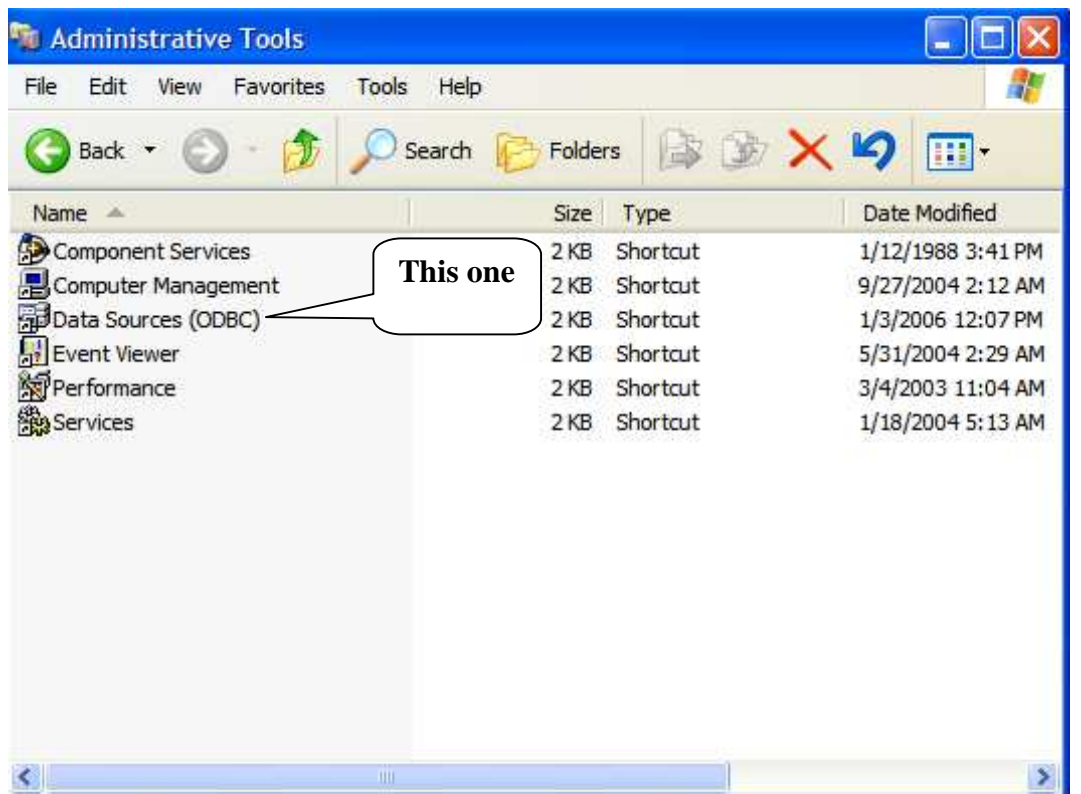 Administrative Tools
File Edit View Favorites Tools Help
Back Search Folders
Name Size Type Date Modified
Component Services 2 KB Shortcut 1/12/1988 3:41 PM
This one
Computer Management 2 KB Shortcut 9/27/2004 2:12 AM
Data Sources (ODBC) 2 KB Shortcut 1/3/2006 12:07 PM
Event Viewer 2 KB Shortcut 5/31/2004 2:29 AM
Performance 2 KB Shortcut 3/4/2003 11:04 AM
Services 2 KB Shortcut 1/18/2004 5:13 AM